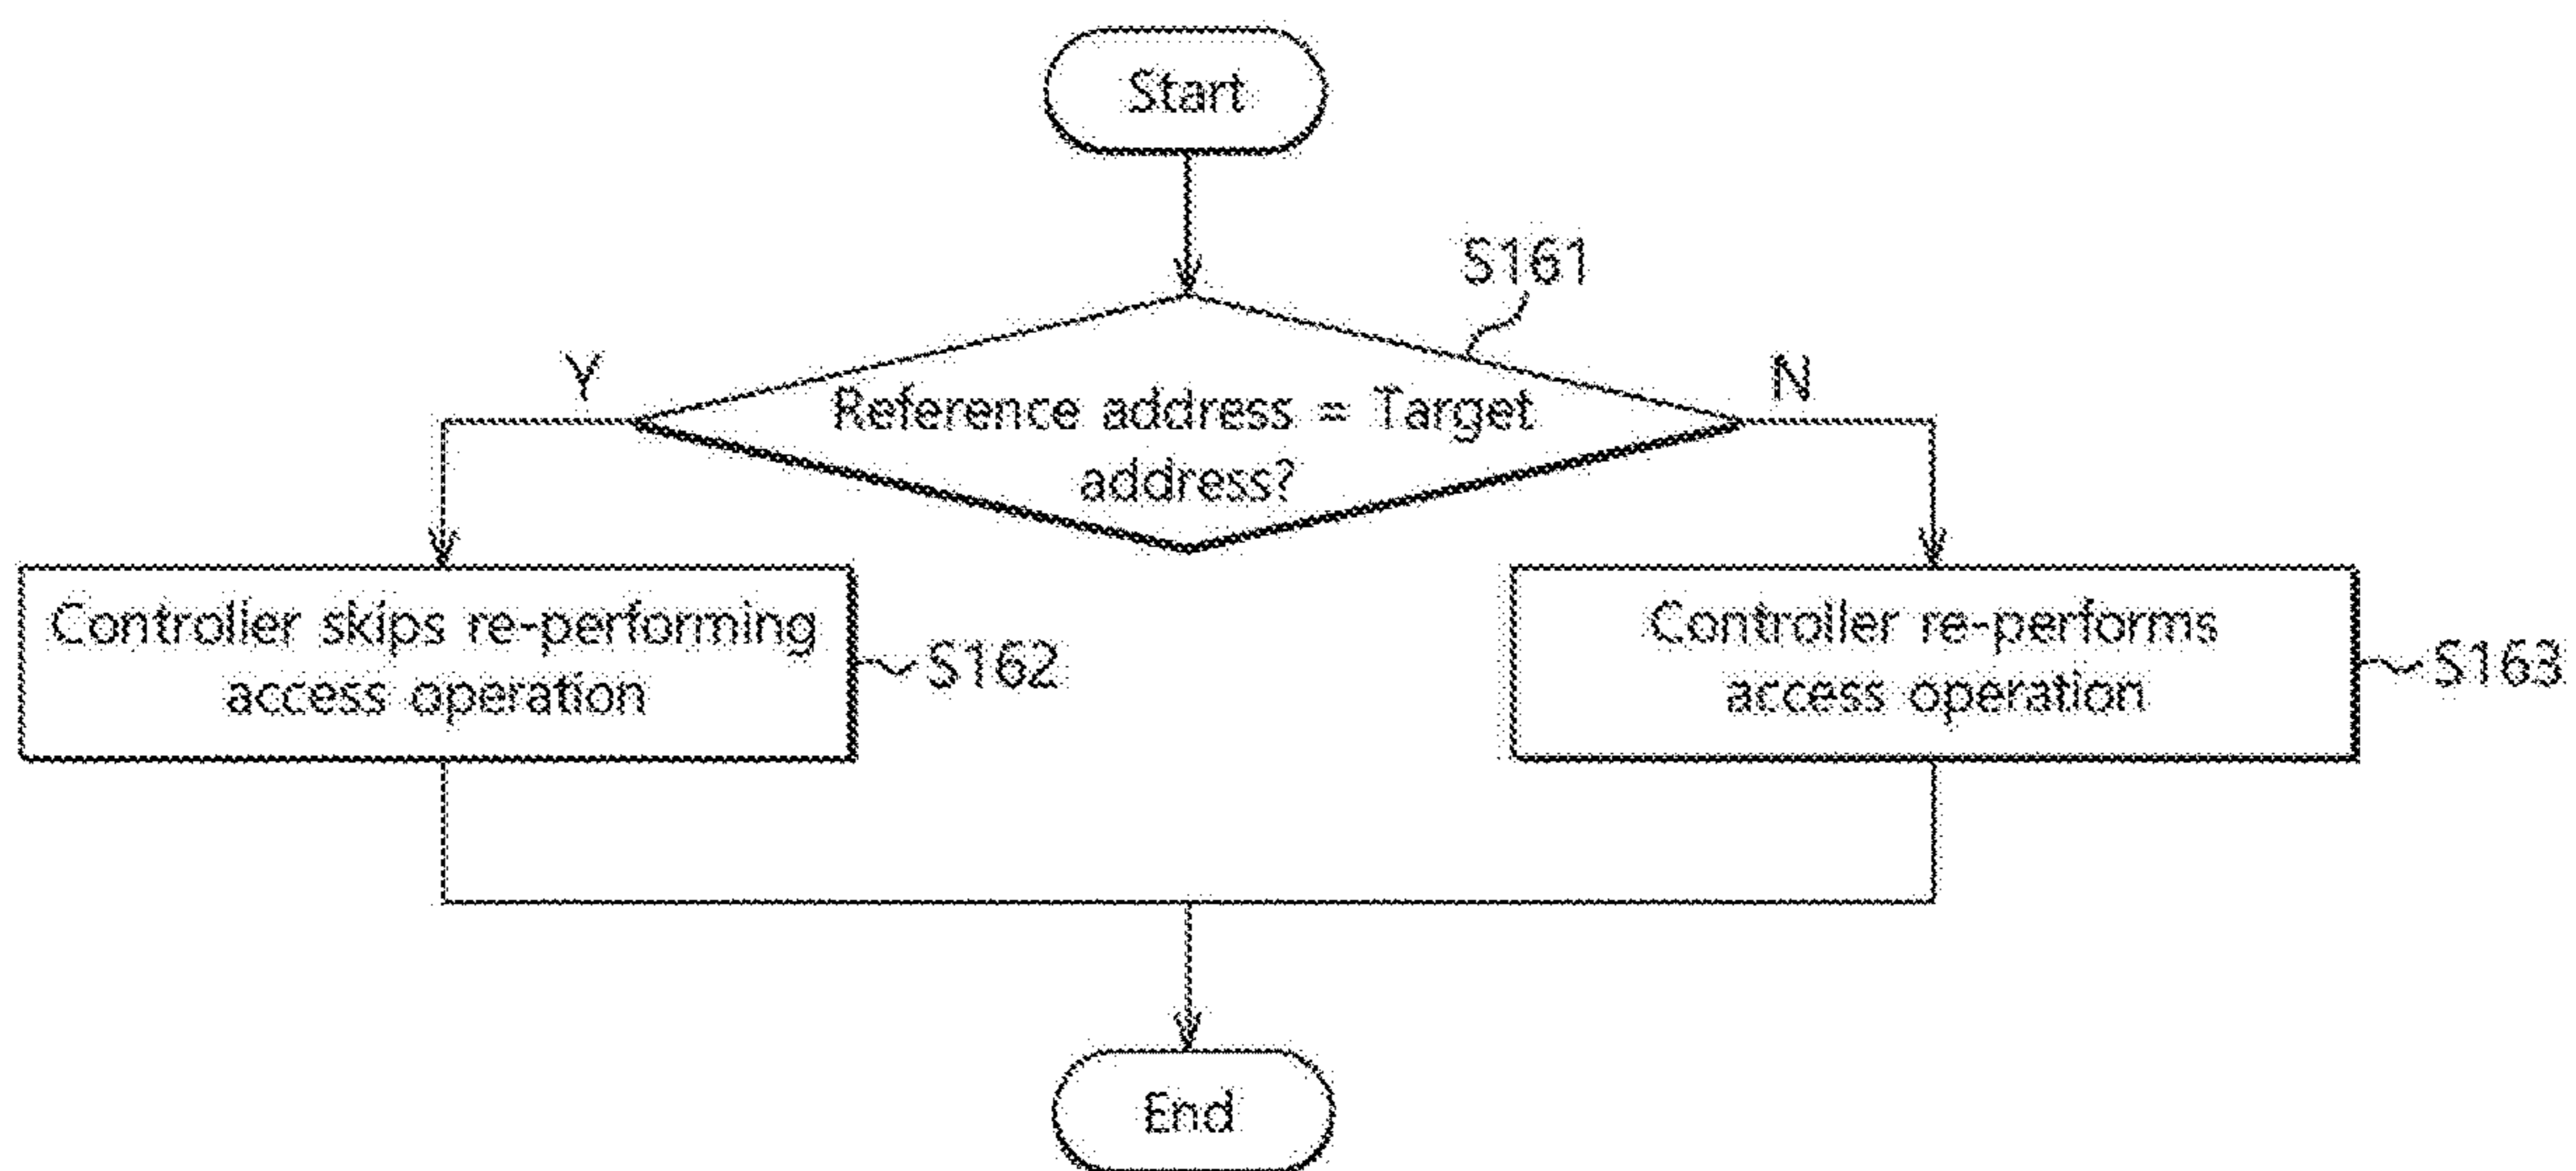 Start
S161
Y
N
Reference address = Target
address?
Controller skips re-performing
access operation
S162
Controller re-performs
access operation
S163
End